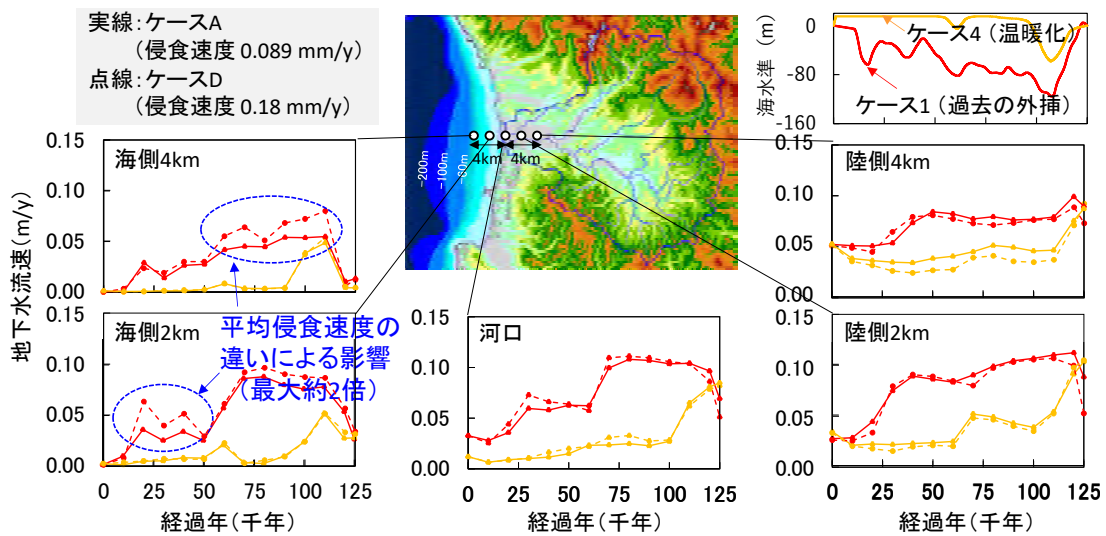 実線:ケースA
(侵食速度 0.089 mm/y)
点線:ケースD
(侵食速度 0.18 mm/y)
-200m
-100m
-80m
4km
4km
海水準 (m)
0
-80
-160
ケース4(温暖化)
ケース1(過去の外挿)
0 25 50 75 100 125
地下水流速(m/y)
海側4km
0.15
0.10
0.05
0.00
海側2km
0.15
0.10
0.05
0.00
0 25 50 75 100 125
経過年(千年)
平均侵食速度の
違いによる影響
(最大約2倍)
河口
0.15
0.10
0.05
0.00
0 25 50 75 100 125
経過年(千年)
陸側4km
0.15
0.10
0.05
0.00
陸側2km
0.15
0.10
0.05
0.00
0 25 50 75 100 125
経過年(千年)